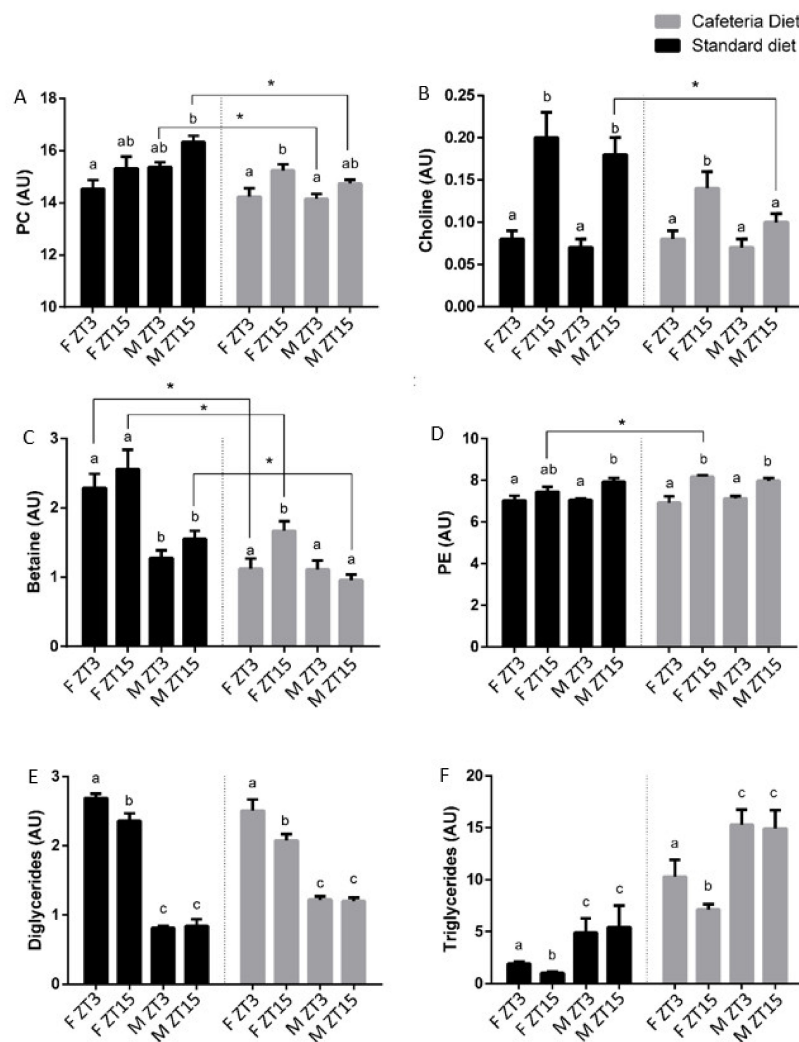 Cafeteria Diet
Standard diet
A
PC (AU)
18
16
14
12
10
a
ab
ab
b
a
b
a
ab
*
*
F ZT3
F ZT15
M ZT3
M ZT15
F ZT3
F ZT15
M ZT3
M ZT15
B
Choline (AU)
0.25
0.20
0.15
0.10
0.05
0.00
a
b
a
b
a
b
a
a
*
F ZT3
F ZT15
M ZT3
M ZT15
F ZT3
F ZT15
M ZT3
M ZT15
:
C
Betaine (AU)
3
2
1
0
a
a
b
b
a
b
a
a
*
*
*
F ZT3
F ZT15
M ZT3
M ZT15
F ZT3
F ZT15
M ZT3
M ZT15
D
PE (AU)
10
8
6
4
2
0
a
ab
a
b
a
b
a
b
*
F ZT3
F ZT15
M ZT3
M ZT15
F ZT3
F ZT15
M ZT3
M ZT15
E
Diglycerides (AU)
3
2
1
0
a
b
c
c
a
b
c
c
F ZT3
F ZT15
M ZT3
M ZT15
F ZT3
F ZT15
M ZT3
M ZT15
F
Triglycerides (AU)
20
15
10
5
0
a
b
c
c
a
b
c
c
F ZT3
F ZT15
M ZT3
M ZT15
F ZT3
F ZT15
M ZT3
M ZT15